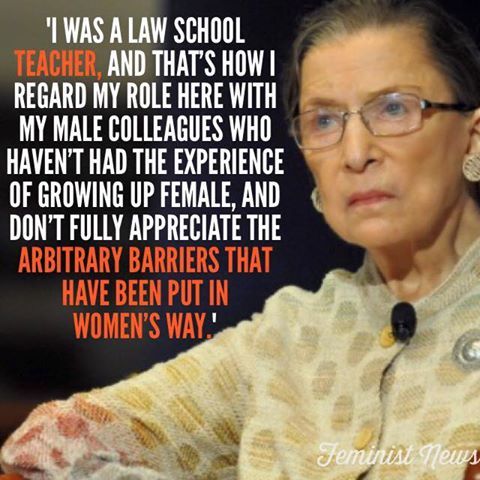 'I WAS A LAW SCHOOL
TEACHER, AND THAT'S HOW I
REGARD MY ROLE HERE WITH
MY MALE COLLEAGUES WHO
HAVEN'T HAD THE EXPERIENCE
OF GROWING UP FEMALE, AND
DON'T FULLY APPRECIATE THE
ARBITRARY BARRIERS THAT
HAVE BEEN PUT IN
WOMEN'S WAY.'
Feminist News